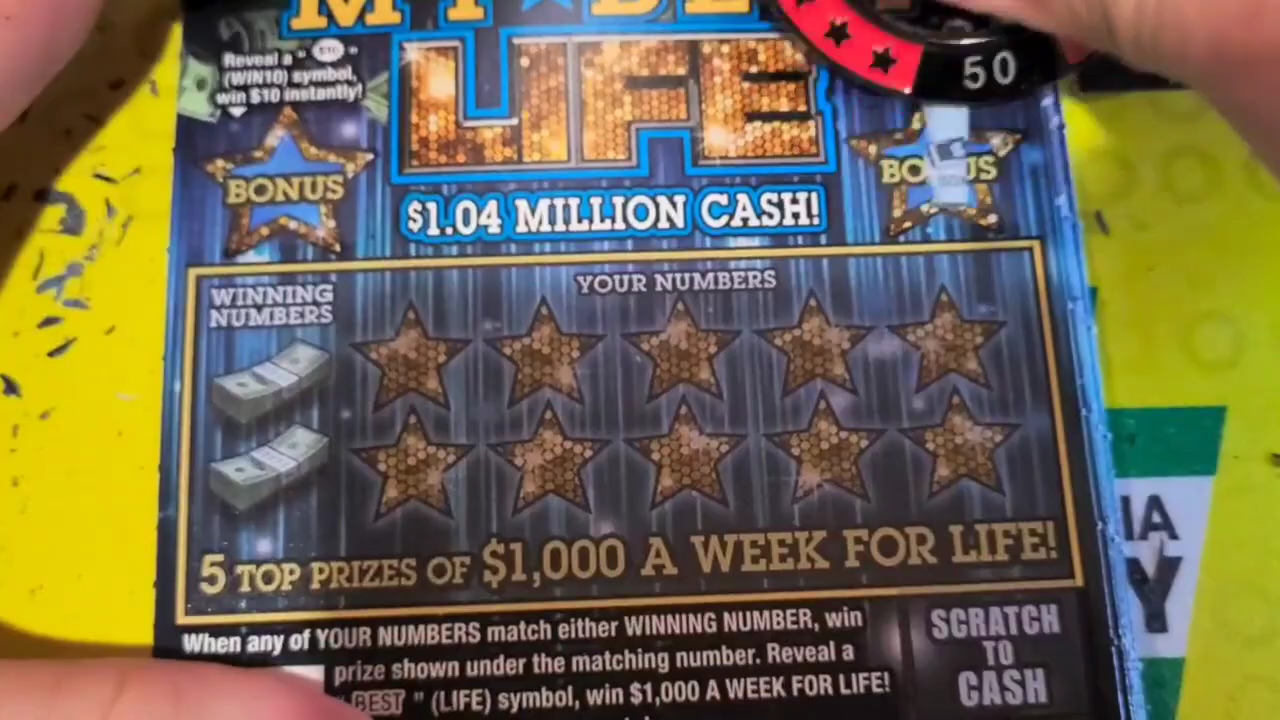 MY BE
LIFE
50
Reveal a " $10 "
(WIN10) symbol,
win $10 instantly!
BONUS
BONUS
$1.04 MILLION CASH!
WINNING
NUMBERS
YOUR NUMBERS
5 TOP PRIZES OF $1,000 A WEEK FOR LIFE!
When any of YOUR NUMBERS match either WINNING NUMBER, win
prize shown under the matching number. Reveal a
" BEST " (LIFE) symbol, win $1,000 A WEEK FOR LIFE!
SCRATCH
TO
CASH
IA
Y